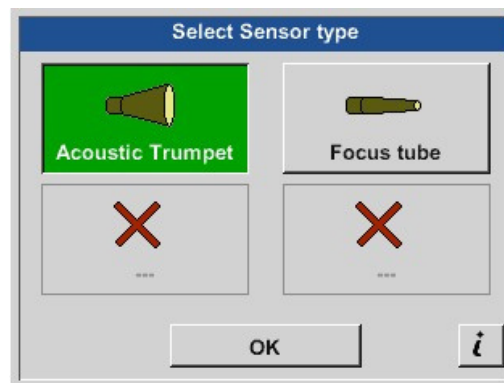 Select Sensor type
Acoustic Trumpet
Focus tube
---
---
OK
i